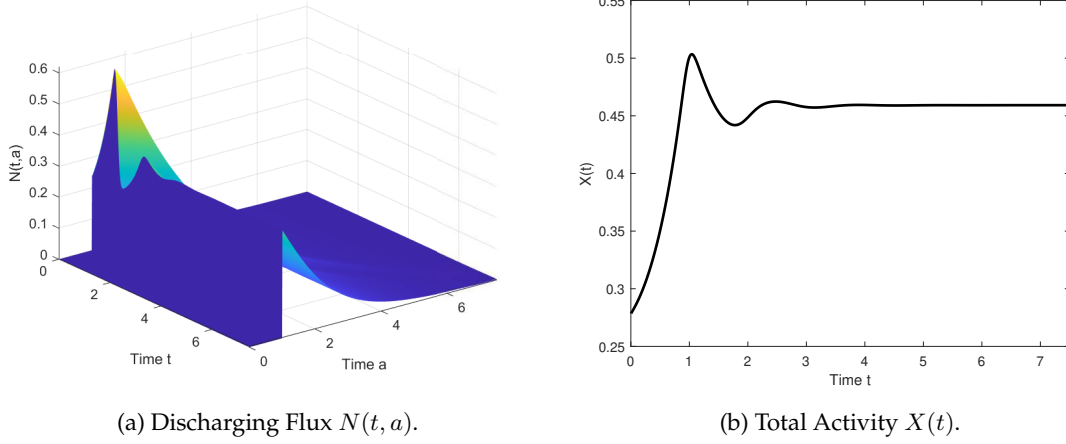 0.6
0.5
0.4
0.3
0.2
0.1
0
N(t,a)
0
2
4
6
Time t
0
2
4
6
Time a
0.55
0.5
0.45
0.4
0.35
0.3
0.25
X(t)
0 1 2 3 4 5 6 7
Time t
(a) Discharging Flux N(t, a).
(b) Total Activity X(t).